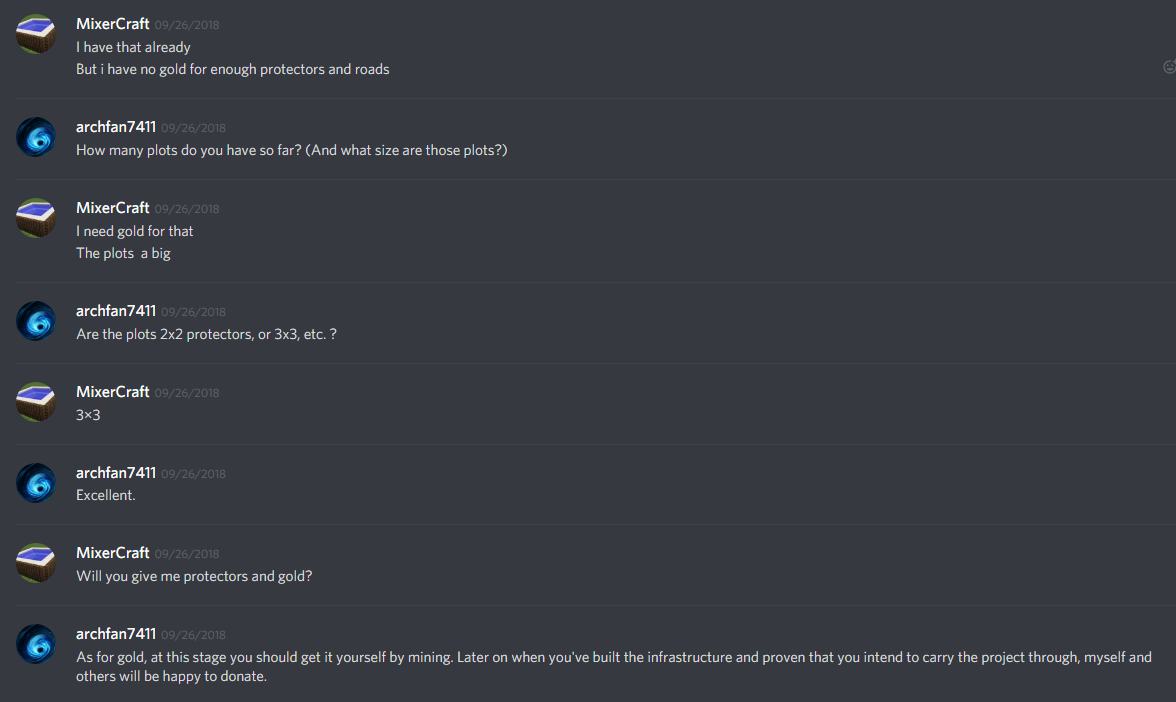 MixerCraft 09/26/2018
I have that already
But i have no gold for enough protectors and roads
archfan7411 09/26/2018
How many plots do you have so far? (And what size are those plots?)
MixerCraft 09/26/2018
I need gold for that
The plots  a big
archfan7411 09/26/2018
Are the plots 2x2 protectors, or 3x3, etc. ?
MixerCraft 09/26/2018
3×3
archfan7411 09/26/2018
Excellent.
MixerCraft 09/26/2018
Will you give me protectors and gold?
archfan7411 09/26/2018
As for gold, at this stage you should get it yourself by mining. Later on when you've built the infrastructure and proven that you intend to carry the project through, myself and
others will be happy to donate.